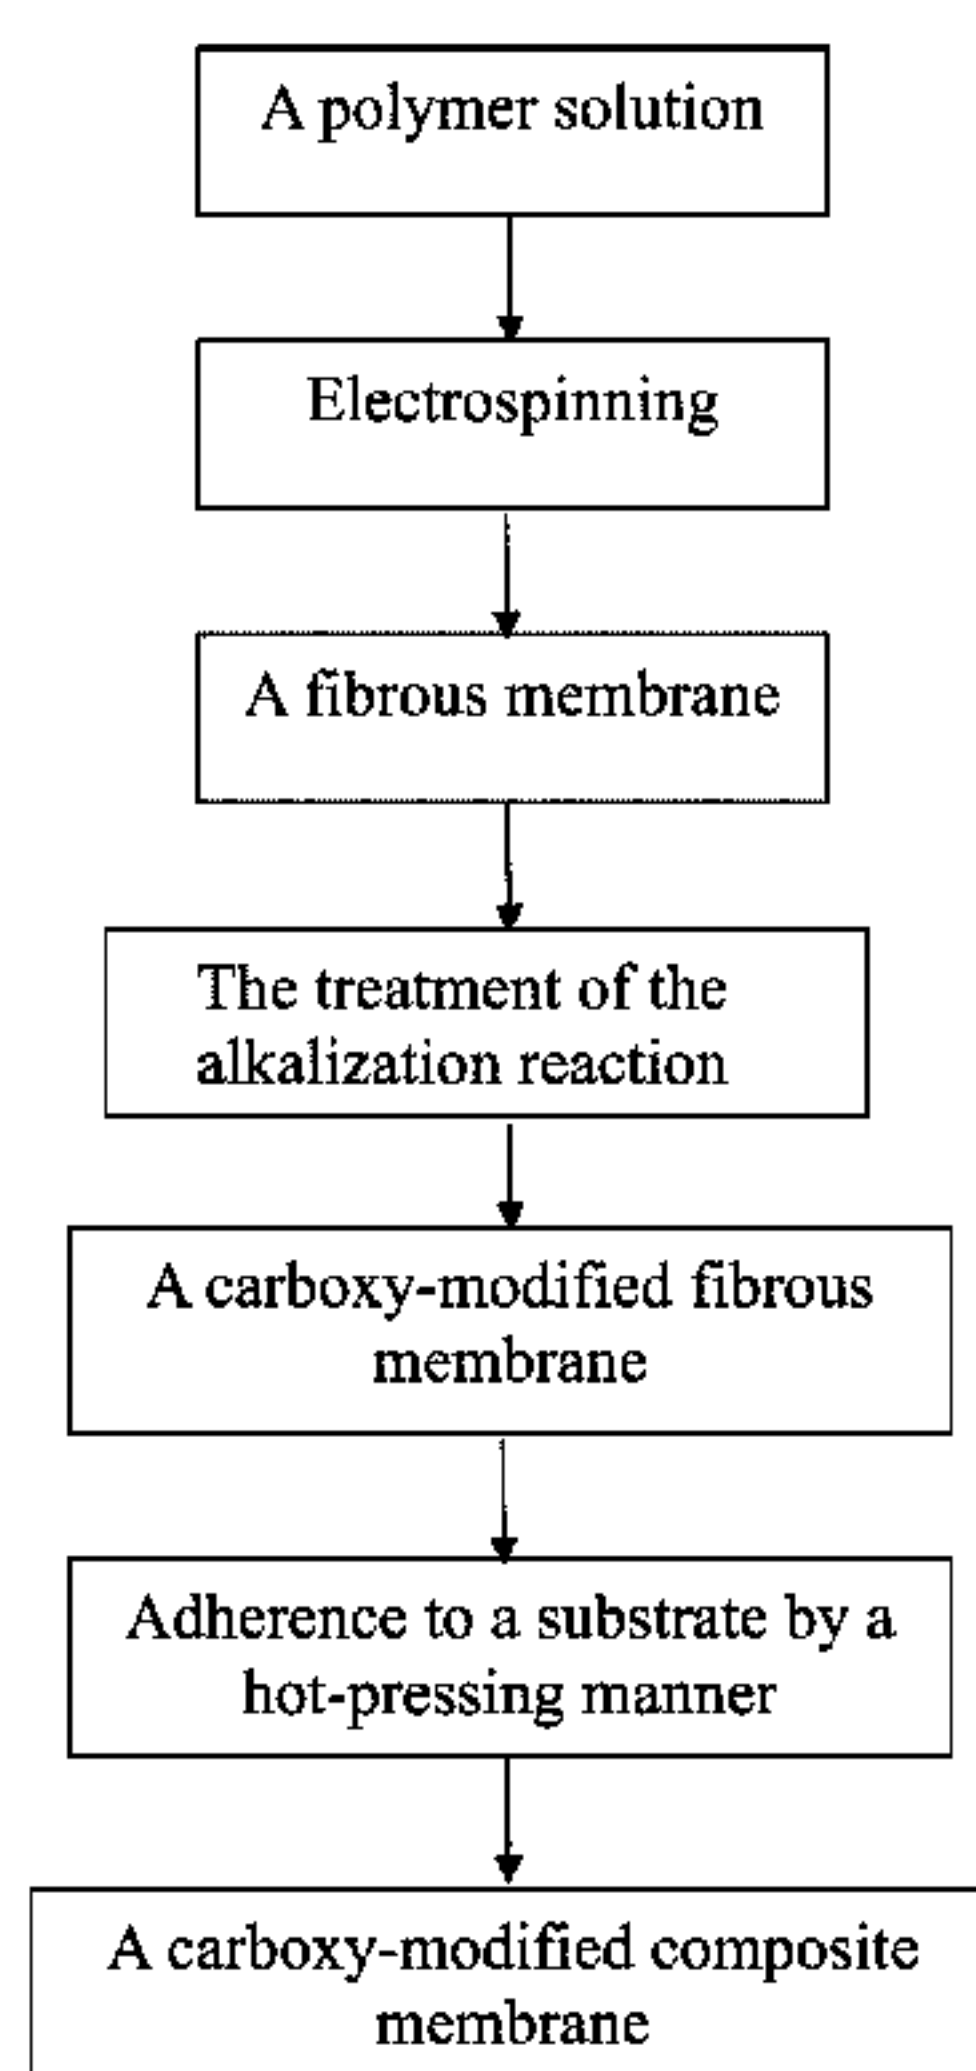 A polymer solution
Electrospinning
A fibrous membrane
The treatment of the
alkalization reaction
A carboxy-modified fibrous
membrane
Adherence to a substrate by a
hot-pressing manner
A carboxy-modified composite
membrane